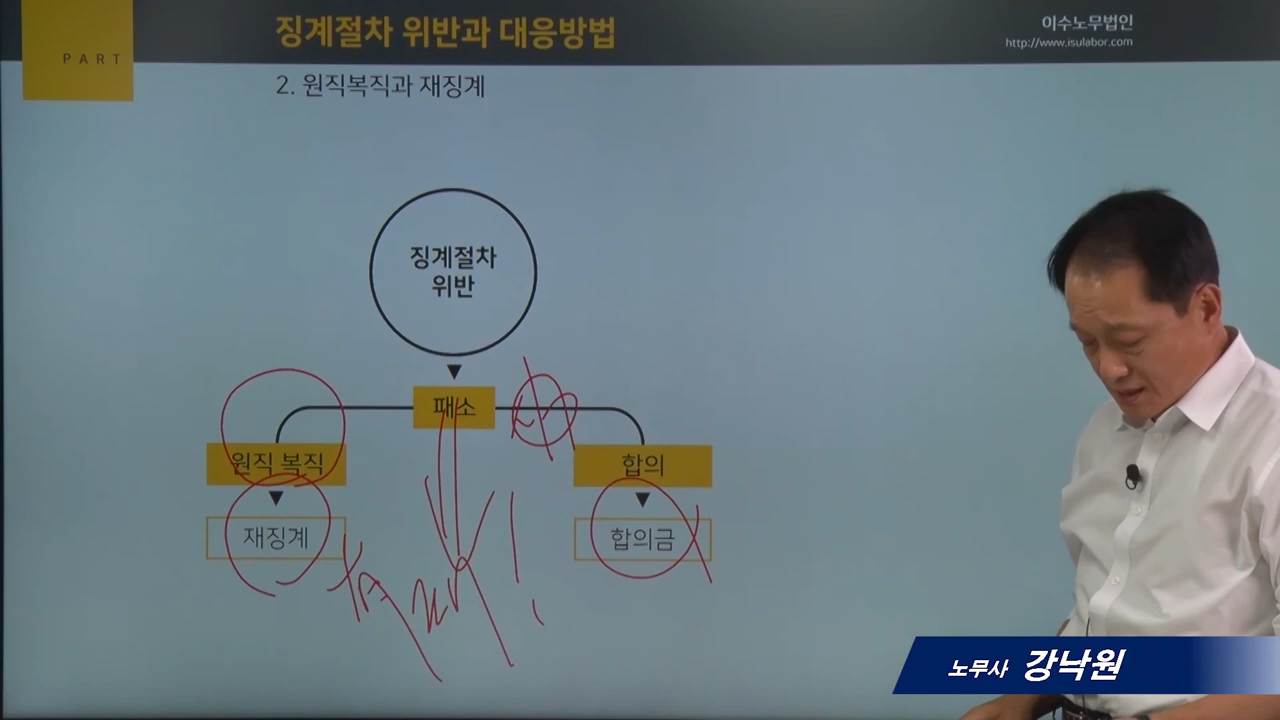 PART
징계절차 위반과 대응방법
이수노무법인
http://www.isulabor.com
2. 원직복직과 재징계
징계절차
위반
패소
원직 복직
합의
재징계
합의금
노무사 강낙원